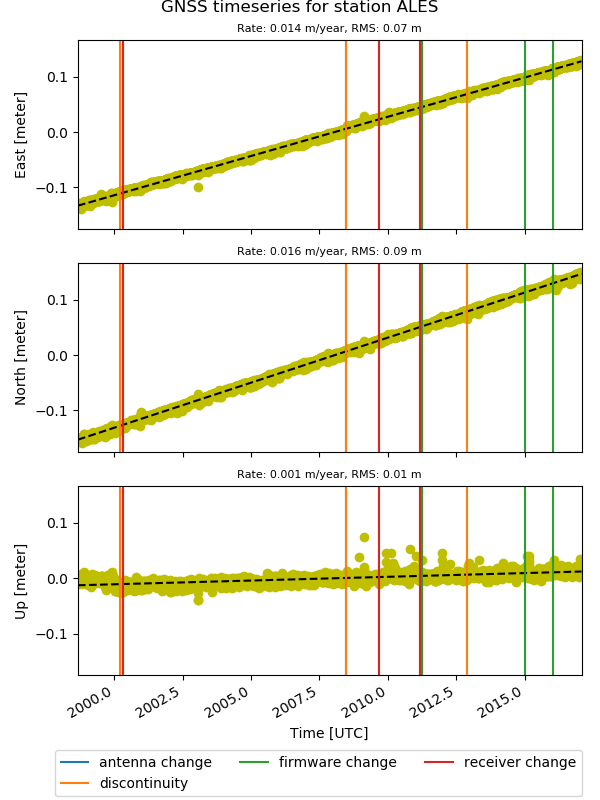 GNSS timeseries for station ALES
Rate: 0.014 m/year, RMS: 0.07 m
East [meter]
0.1
0.0
−0.1
Rate: 0.016 m/year, RMS: 0.09 m
North [meter]
0.1
0.0
−0.1
Rate: 0.001 m/year, RMS: 0.01 m
Up [meter]
0.1
0.0
−0.1
2000.0 2002.5 2005.0 2007.5 2010.0 2012.5 2015.0
Time [UTC]
antenna change firmware change receiver change
discontinuity